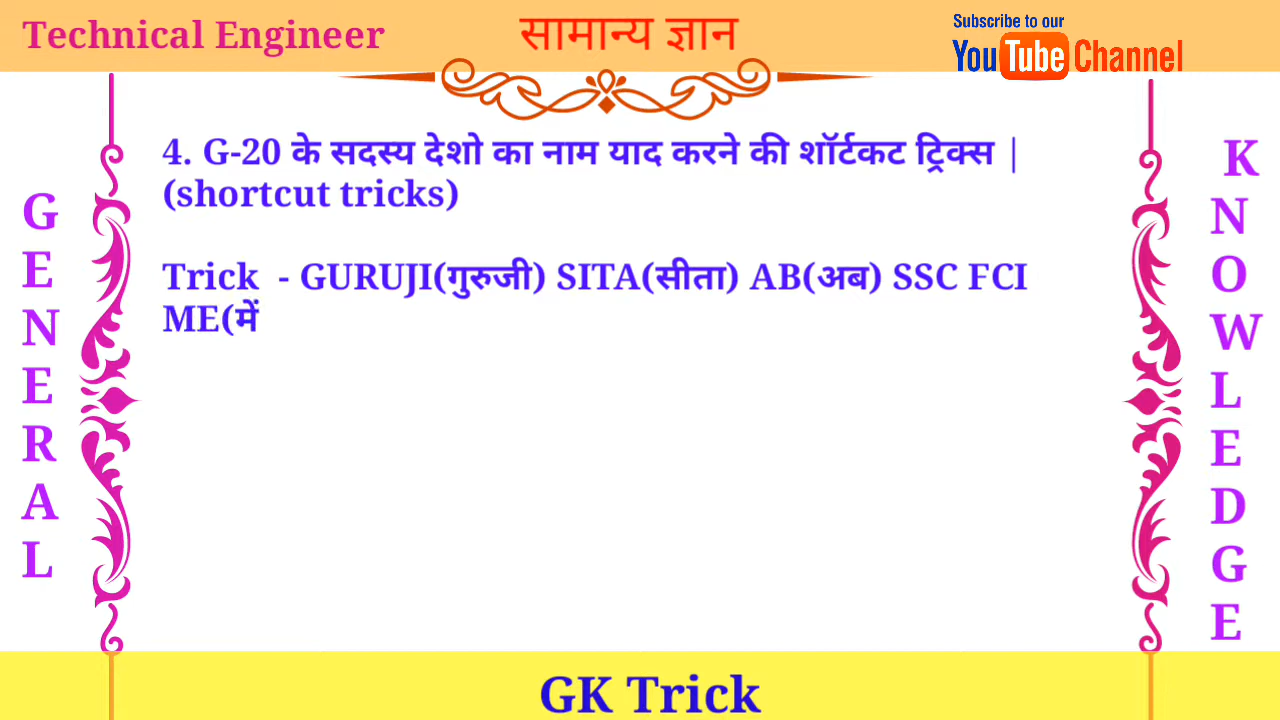 Technical Engineer
सामान्य ज्ञान
Subscribe to our
YouTube Channel
4. G-20 के सदस्य देशो का नाम याद करने की शॉर्टकट ट्रिक्स |
(shortcut tricks)
Trick - GURUJI(गुरुजी) SITA(सीता) AB(अब) SSC FCI
ME(में
GENERAL
KNOWLEDGE
GK Trick